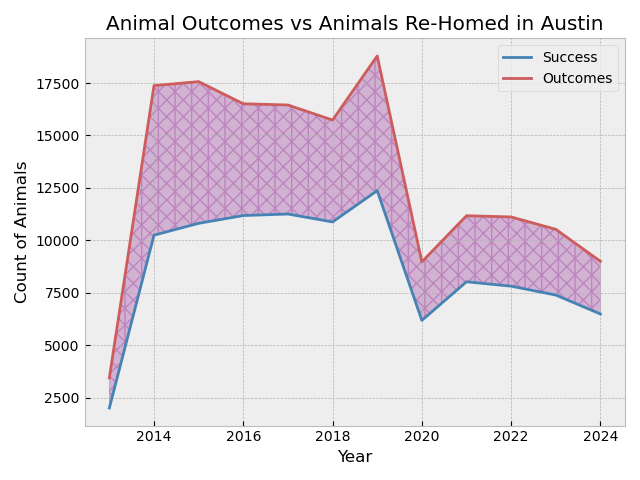 Animal Outcomes vs Animals Re-Homed in Austin
Success
Outcomes
17500
15000
12500
10000
7500
5000
2500
Count of Animals
2014 2016 2018 2020 2022 2024
Year